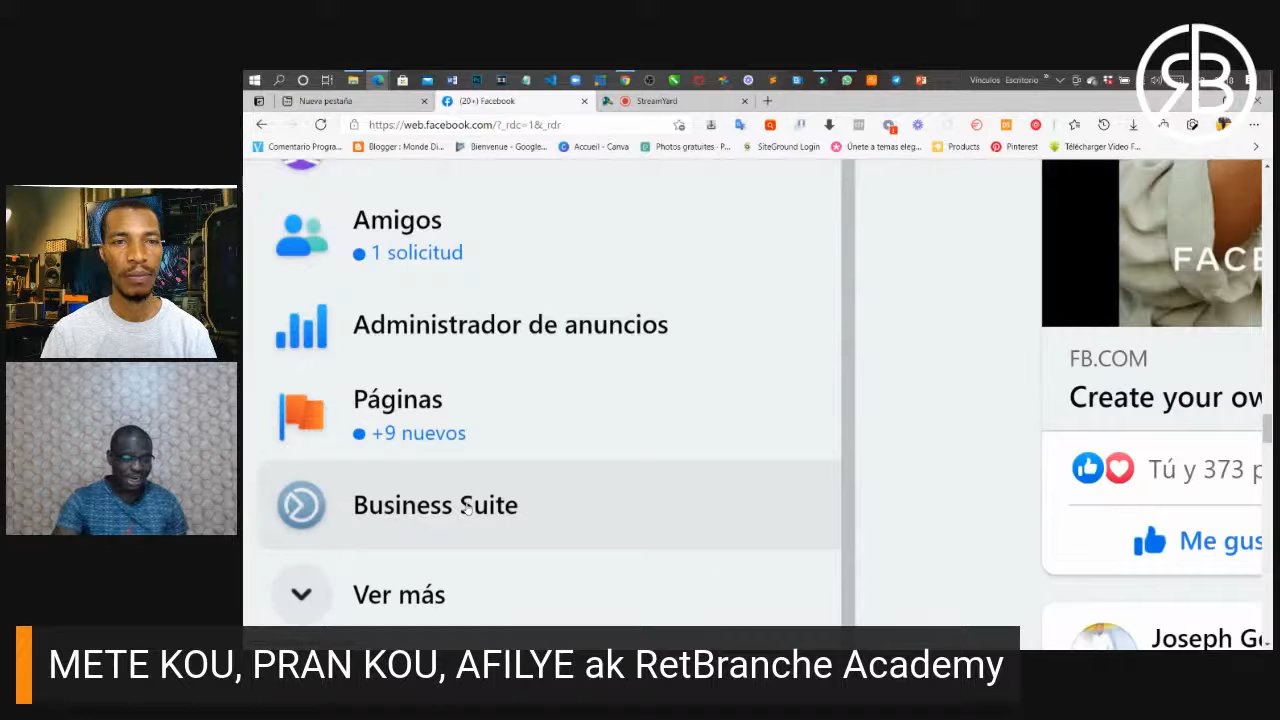 Vínculos
Escritorio
Nueva pestaña
(20+) Facebook
StreamYard
https://web.facebook.com/?_rdc=1&_rdr
Comentario Progra...
Blogger : Monde Di...
Bienvenue - Google...
Accueil - Canva
Photos gratuites - P...
SiteGround Login
Únete a temas eleg...
Products
Pinterest
Télécharger Video F...
RB
Amigos
1 solicitud
Administrador de anuncios
Páginas
+9 nuevos
Business Suite
Ver más
FACE
FB.COM
Create your ow
Tú y 373 p
Me gus
Joseph Ge
METE KOU, PRAN KOU, AFILYE ak RetBranche Academy